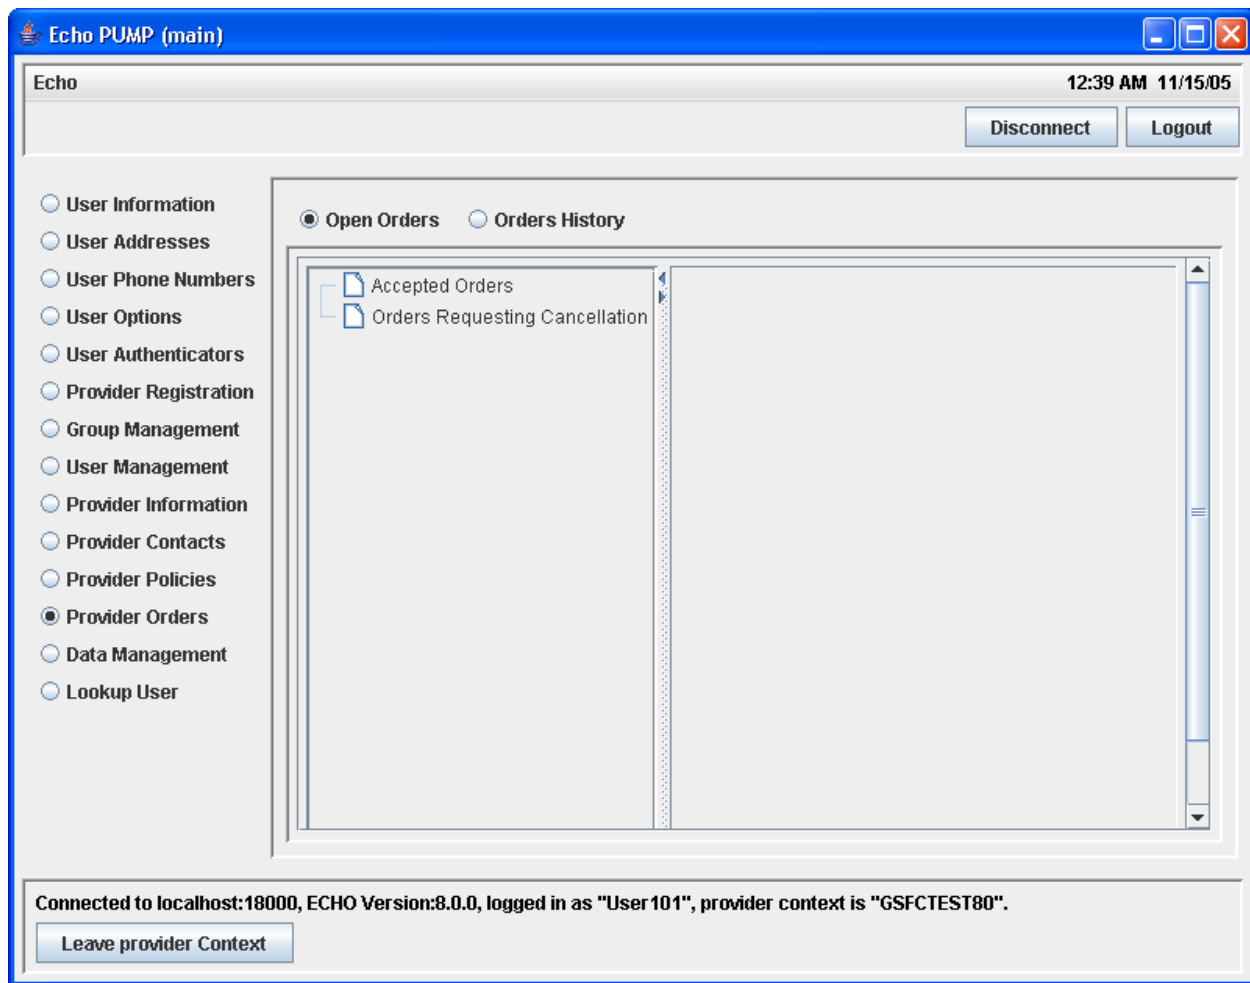 Echo PUMP (main)
Echo 12:39 AM 11/15/05
Disconnect Logout
User Information
User Addresses
User Phone Numbers
User Options
User Authenticators
Provider Registration
Group Management
User Management
Provider Information
Provider Contacts
Provider Policies
Provider Orders
Data Management
Lookup User
Open Orders Orders History
Accepted Orders
Orders Requesting Cancellation
Connected to localhost:18000, ECHO Version:8.0.0, logged in as "User101", provider context is "GSFCTEST80".
Leave provider Context